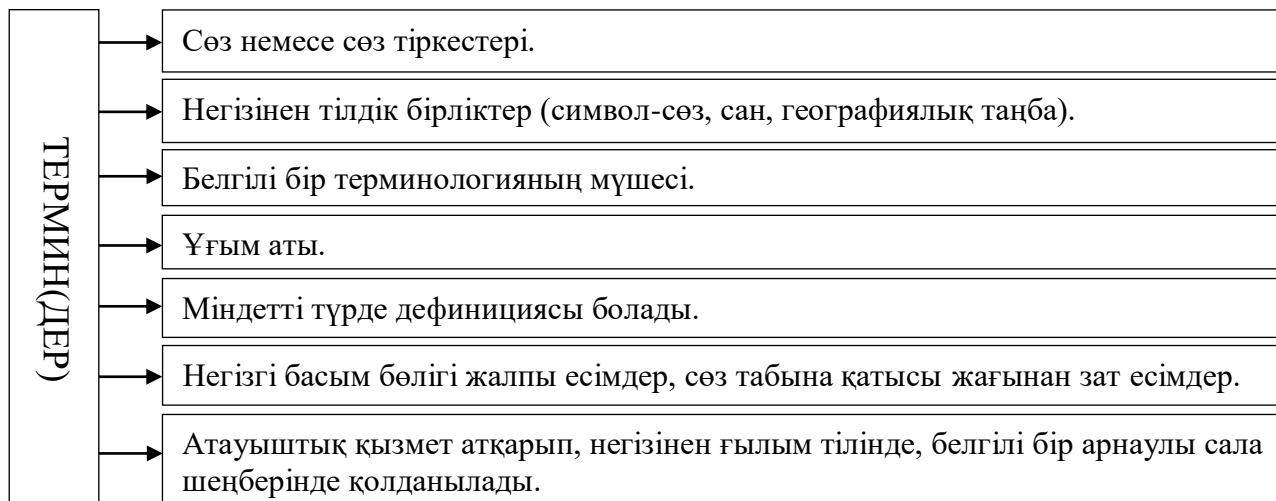 ТЕРМИН(ДЕР)
Сөз немесе сөз тіркестері.
Негізінен тілдік бірліктер (символ-сөз, сан, географиялық таңба).
Белгілі бір терминологияның мүшесі.
Ұғым аты.
Міндетті түрде дефинициясы болады.
Негізгі басым бөлігі жалпы есімдер, сөз табына қатысы жағынан зат есімдер.
Атауыштық қызмет атқарып, негізінен ғылым тілінде, белгілі бір арнаулы сала
шеңберінде қолданылады.